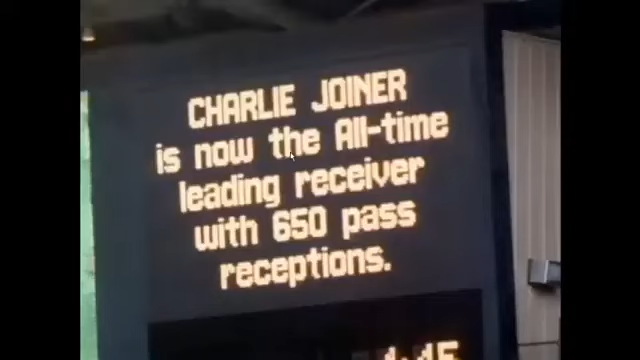 CHARLIE JOINER
is now the All-time
leading receiver
with 650 pass
receptions.